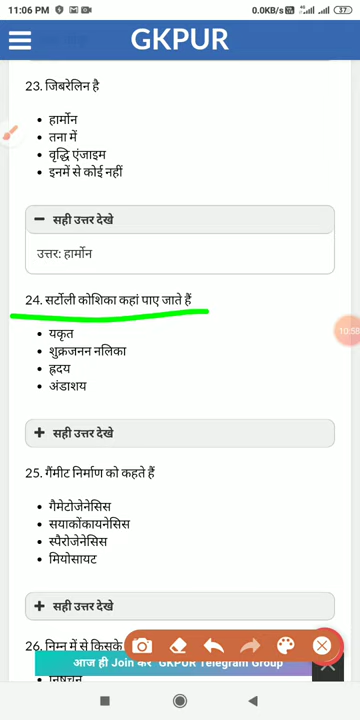 11:06 PM
0.0KB/s
37
GKPUR
23. जिबरेलिन है
हार्मोन
तना में
वृद्धि एंजाइम
इनमें से कोई नहीं
सही उत्तर देखे
उत्तर: हार्मोन
24. सर्टोली कोशिका कहां पाए जाते हैं
10:58
यकृत
शुक्रजनन नलिका
ह्रदय
अंडाशय
सही उत्तर देखे
25. गैमीट निर्माण को कहते हैं
गैमेटोजेनेसिस
सयाकोंकायनेसिस
स्पैरोजेनेसिस
मियोसायट
सही उत्तर देखे
26. निम्न में से किसके
आज ही Join करे GKPUR Telegram Group
निषेचन